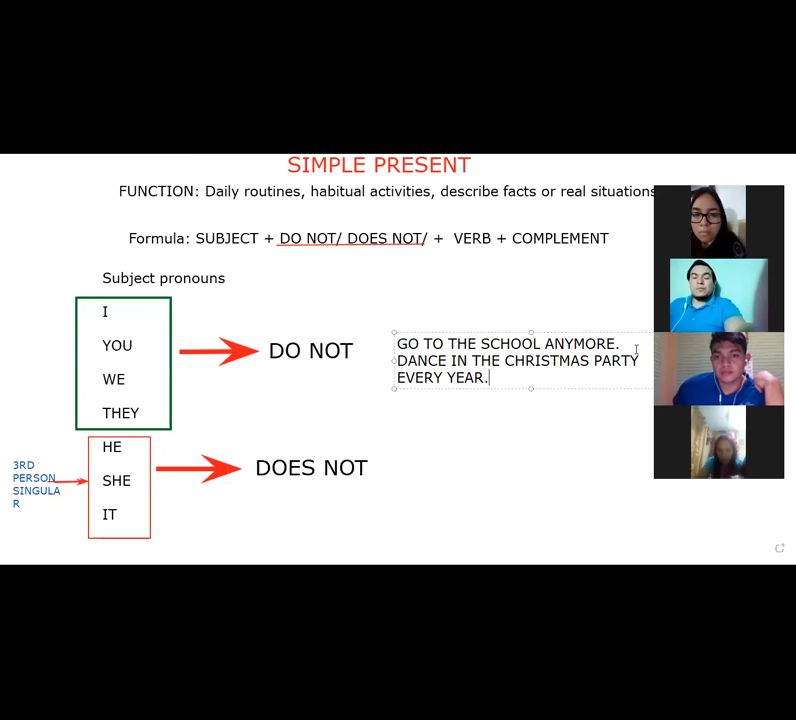 SIMPLE PRESENT
FUNCTION: Daily routines, habitual activities, describe facts or real situations
Formula: SUBJECT + DO NOT/ DOES NOT/ + VERB + COMPLEMENT
Subject pronouns
I
YOU
WE
THEY
DO NOT
GO TO THE SCHOOL ANYMORE.
DANCE IN THE CHRISTMAS PARTY
EVERY YEAR.
3RD
PERSON
SINGULA
R
HE
SHE
IT
DOES NOT